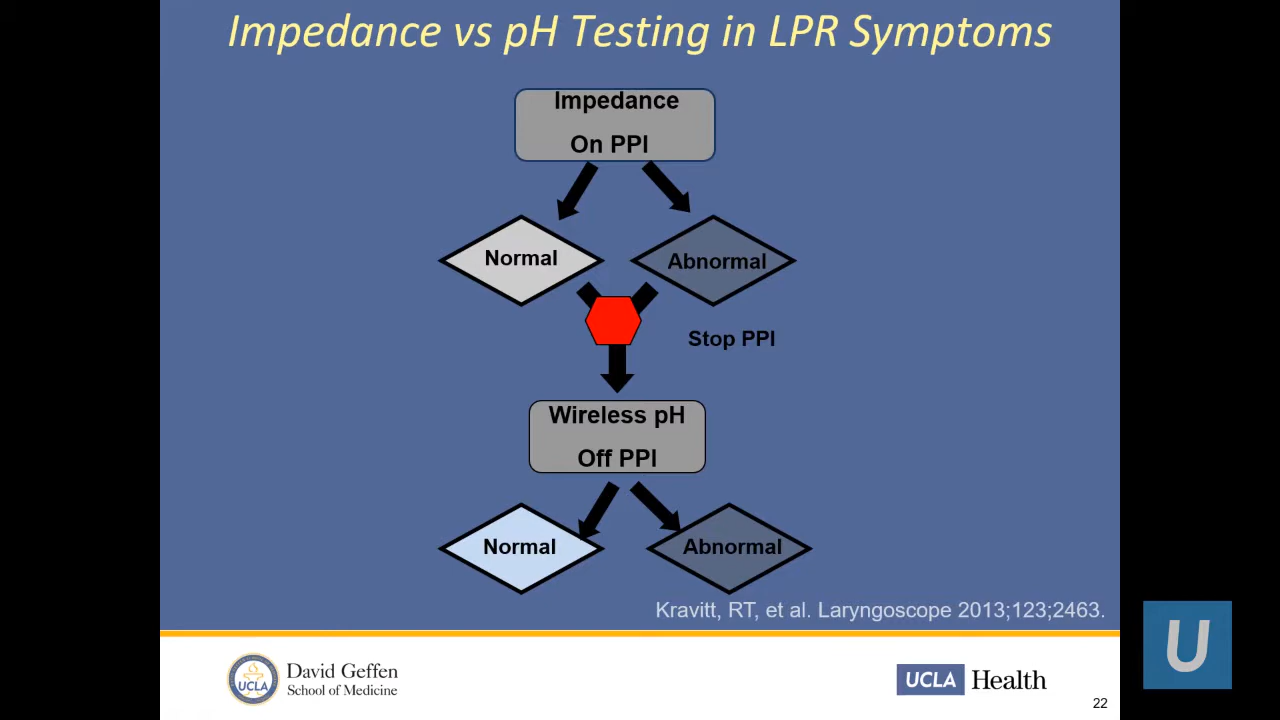 Impedance vs pH Testing in LPR Symptoms
Impedance
On PPI
Normal
Abnormal
Stop PPI
Wireless pH
Off PPI
Normal
Abnormal
Kravitt, RT, et al. Laryngoscope 2013;123;2463.
UCLA
David Geffen
School of Medicine
UCLA Health
22
U